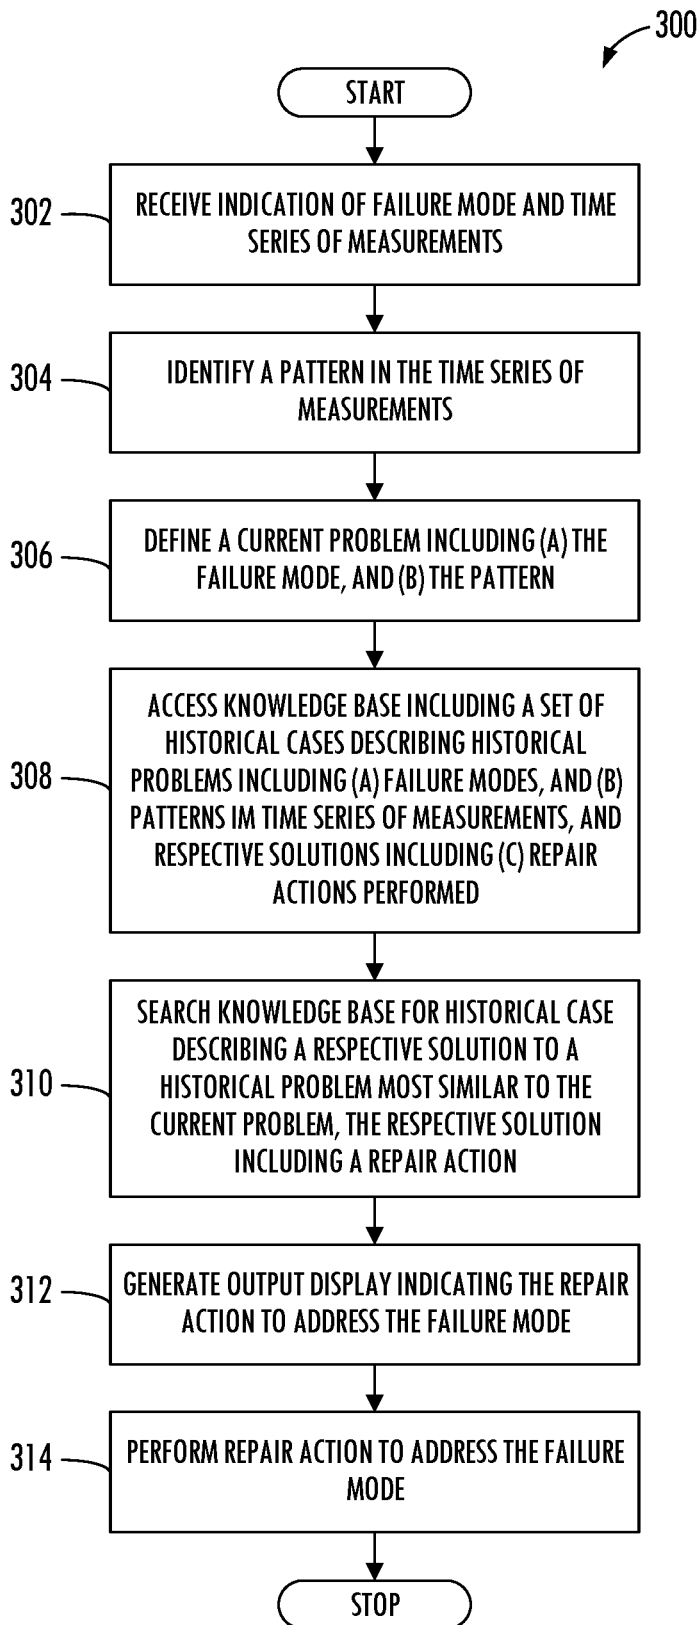 300
START
302
RECEIVE INDICATION OF FAILURE MODE AND TIME
SERIES OF MEASUREMENTS
304
IDENTIFY A PATTERN IN THE TIME SERIES OF
MEASUREMENTS
306
DEFINE A CURRENT PROBLEM INCLUDING (A) THE
FAILURE MODE, AND (B) THE PATTERN
308
ACCESS KNOWLEDGE BASE INCLUDING A SET OF
HISTORICAL CASES DESCRIBING HISTORICAL
PROBLEMS INCLUDING (A) FAILURE MODES, AND (B)
PATTERNS IM TIME SERIES OF MEASUREMENTS, AND
RESPECTIVE SOLUTIONS INCLUDING (C) REPAIR
ACTIONS PERFORMED
310
SEARCH KNOWLEDGE BASE FOR HISTORICAL CASE
DESCRIBING A RESPECTIVE SOLUTION TO A
HISTORICAL PROBLEM MOST SIMILAR TO THE
CURRENT PROBLEM, THE RESPECTIVE SOLUTION
INCLUDING A REPAIR ACTION
312
GENERATE OUTPUT DISPLAY INDICATING THE REPAIR
ACTION TO ADDRESS THE FAILURE MODE
314
PERFORM REPAIR ACTION TO ADDRESS THE FAILURE
MODE
STOP